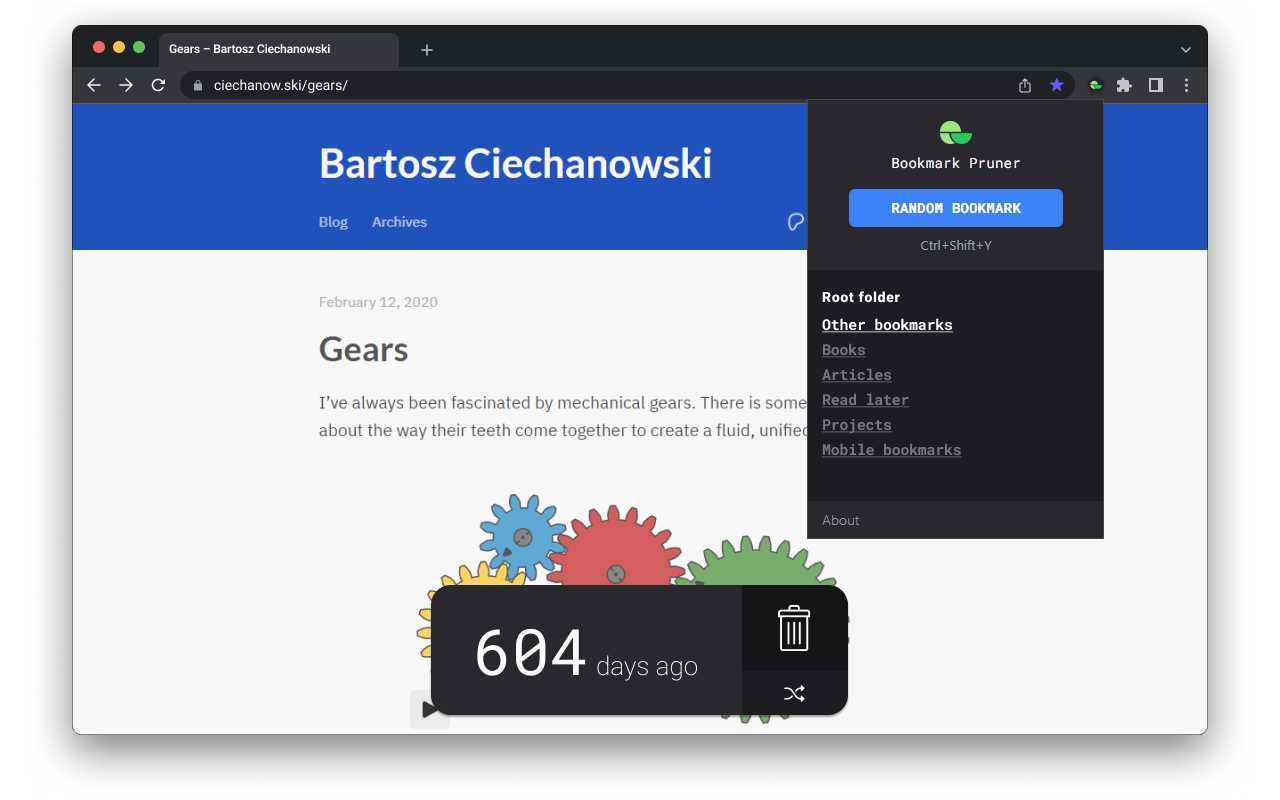 Gears – Bartosz Ciechanowski
ciechanow.ski/gears/
Bartosz Ciechanowski
Blog Archives
February 12, 2020
Gears
I’ve always been fascinated by mechanical gears. There is some
about the way their teeth come together to create a fluid, unified
Bookmark Pruner
RANDOM BOOKMARK
Ctrl+Shift+Y
Root folder
Other bookmarks
Books
Articles
Read later
Projects
Mobile bookmarks
About
604 days ago